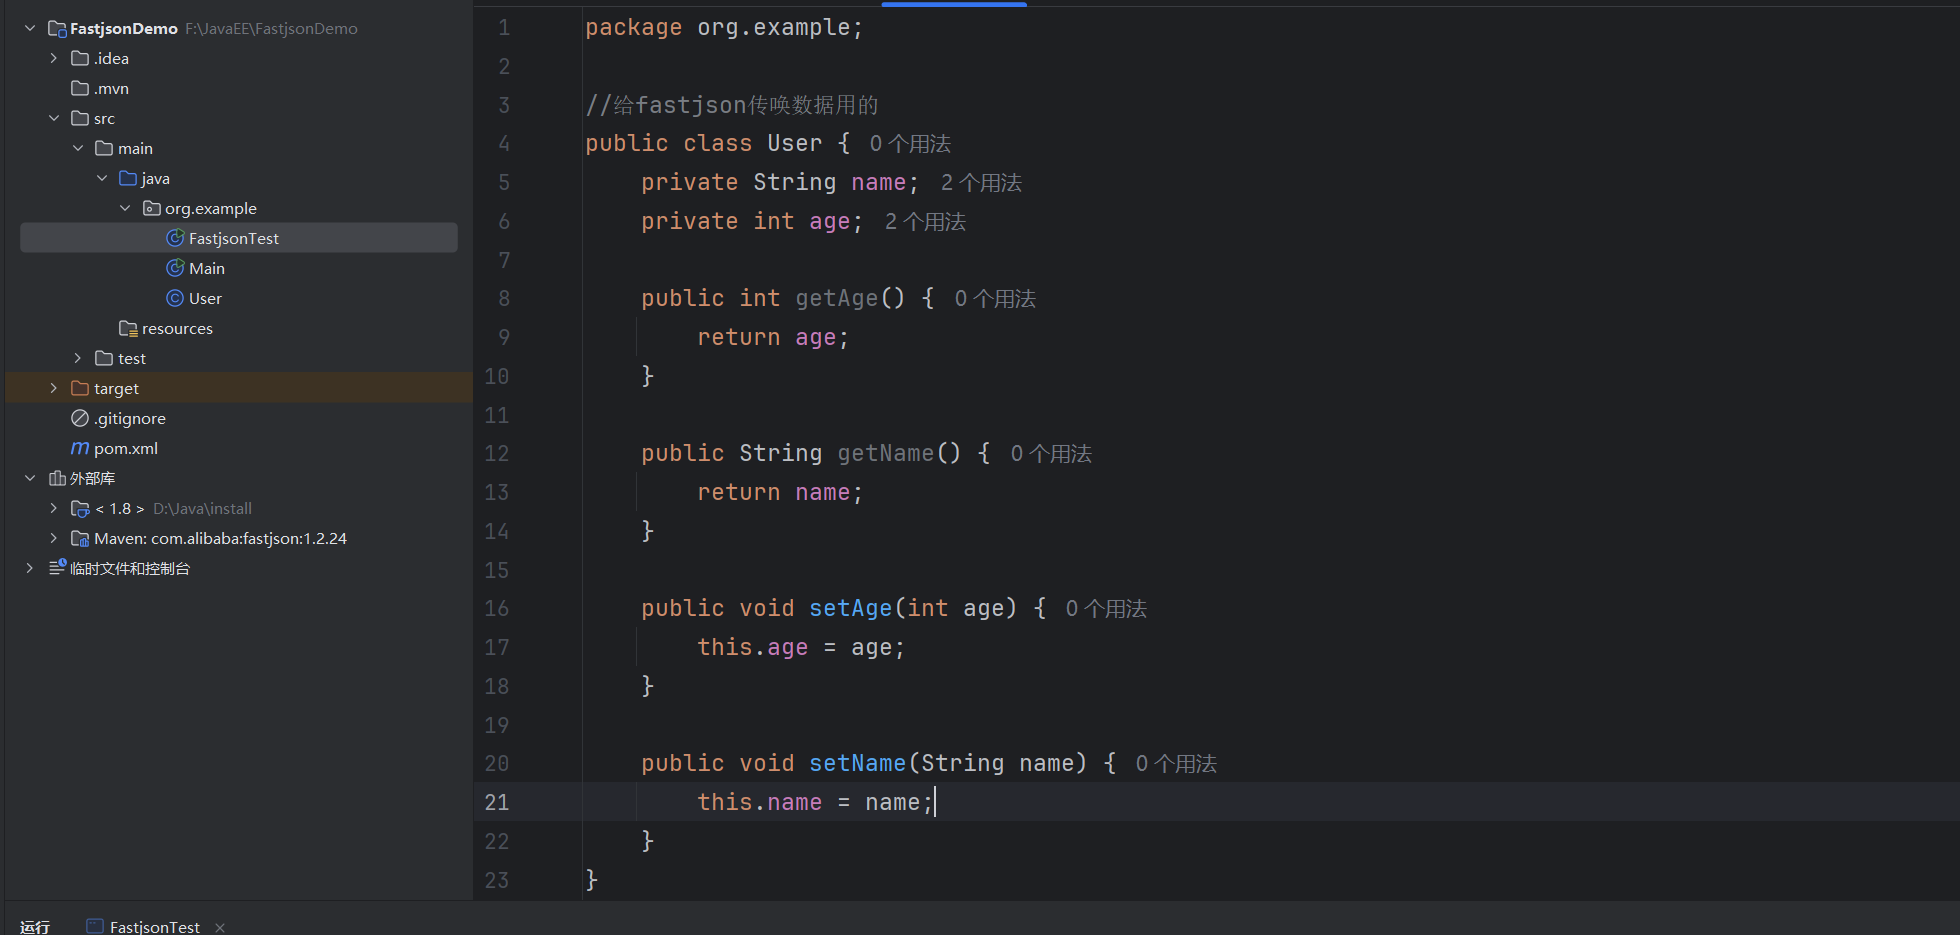 FastjsonDemo F:\JavaEE\FastjsonDemo
.idea
.mvn
src
main
java
org.example
FastjsonTest
Main
User
resources
test
target
.gitignore
pom.xml
外部库
< 1.8 > D:\Java\install
Maven: com.alibaba:fastjson:1.2.24
临时文件和控制台
1 package org.example;
2
3 //给fastjson传唤数据用的
4 public class User { 0 个用法
5 private String name; 2 个用法
6 private int age; 2 个用法
7
8 public int getAge() { 0 个用法
9 return age;
10 }
11
12 public String getName() { 0 个用法
13 return name;
14 }
15
16 public void setAge(int age) { 0 个用法
17 this.age = age;
18 }
19
20 public void setName(String name) { 0 个用法
21 this.name = name;
22 }
23 }
运行 FastjsonTest ×